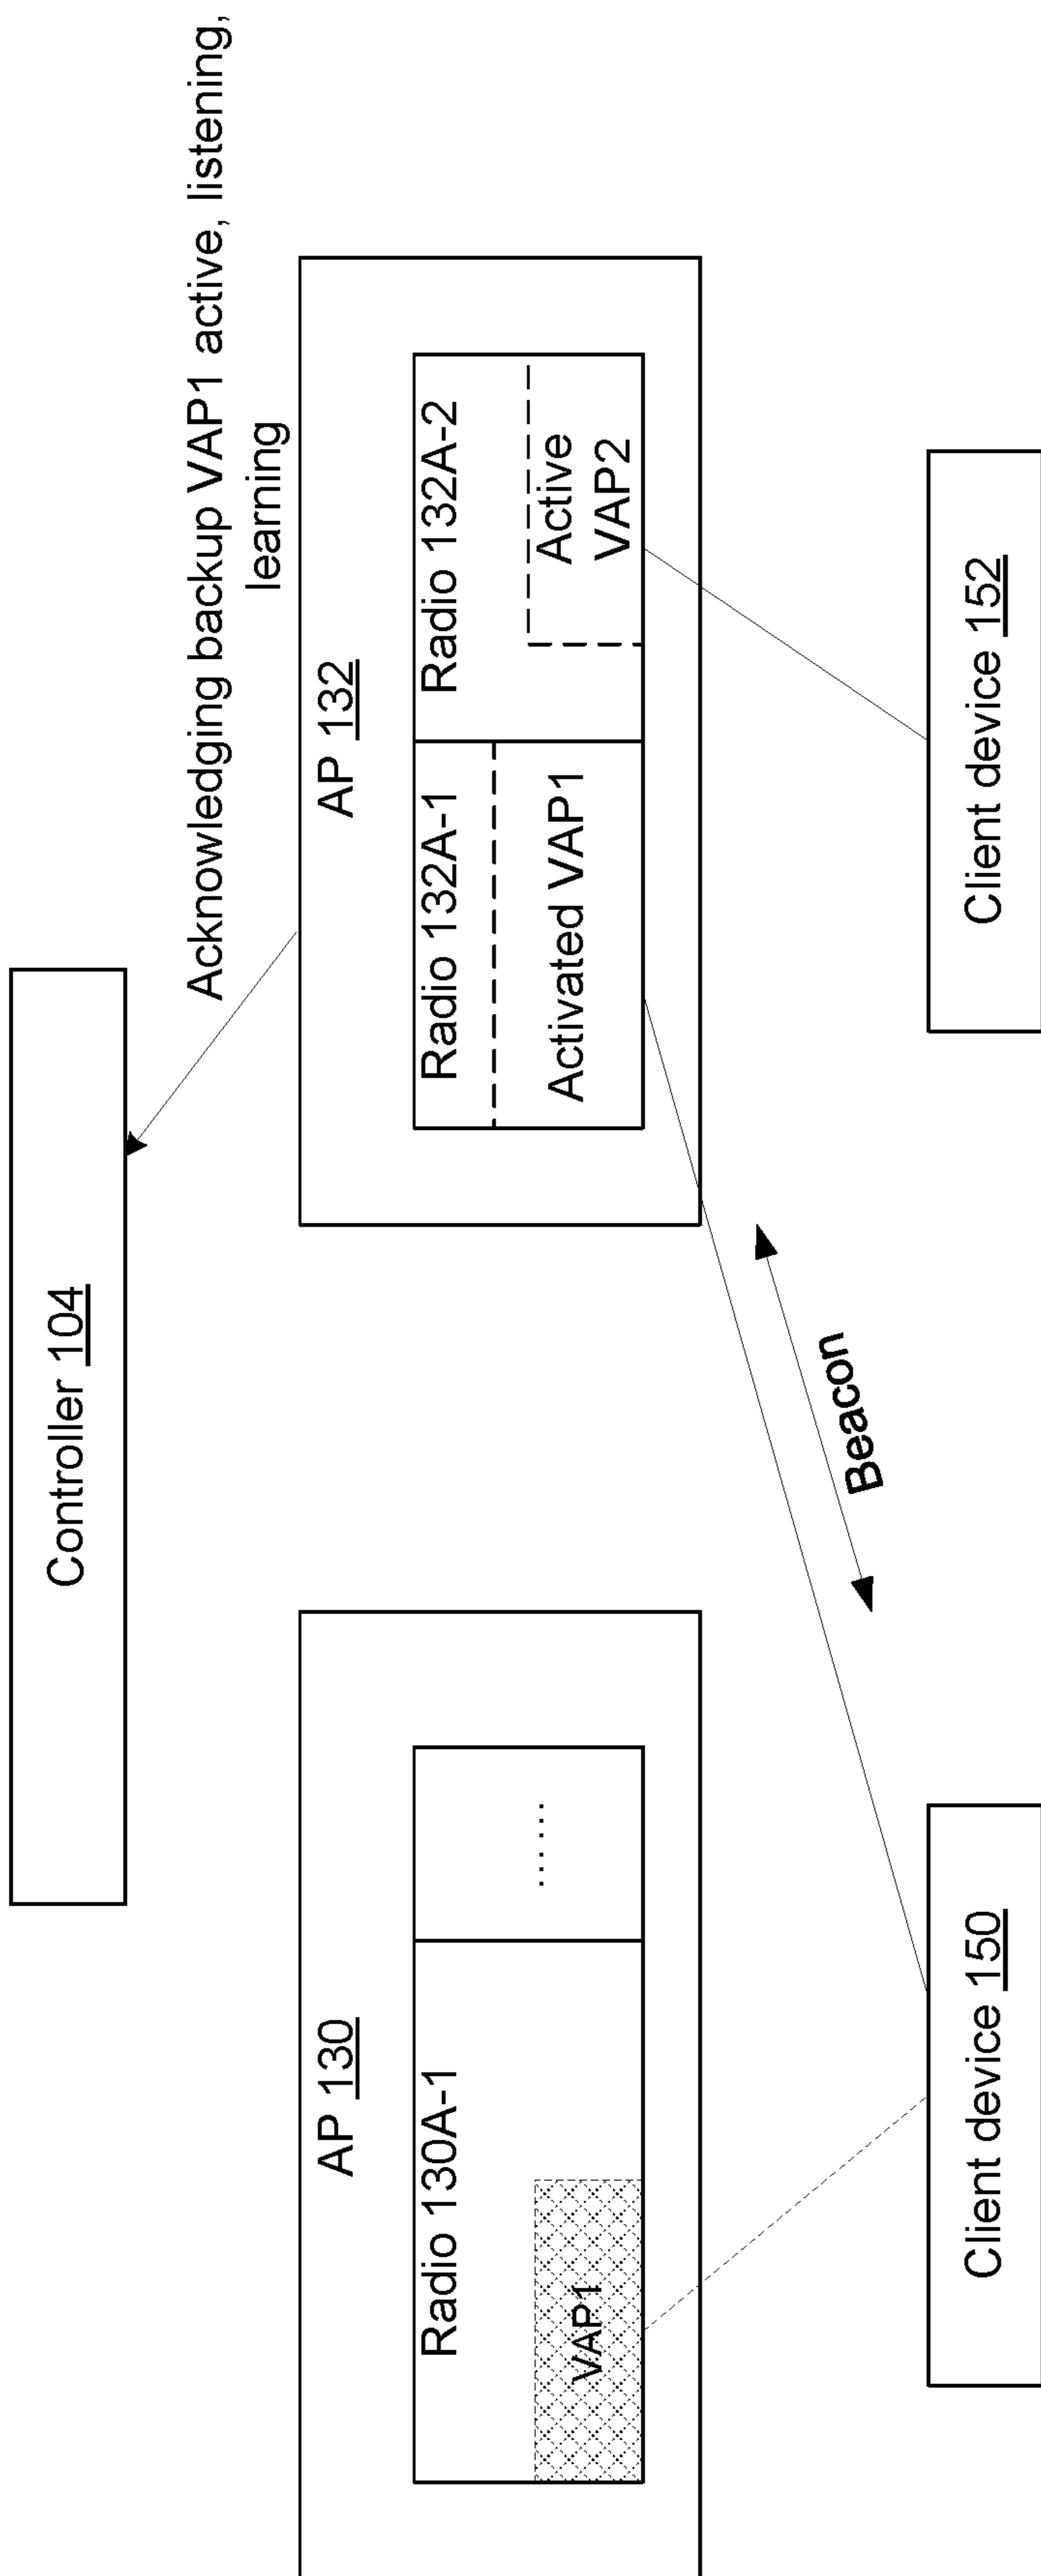 Controller 104
Acknowledging backup VAP1 active, listening,
learning
AP 130
Radio 130A-1
VAP1
......
AP 132
Radio 132A-1
Activated VAP1
Radio 132A-2
Active
VAP2
Beacon
Client device 150
Client device 152